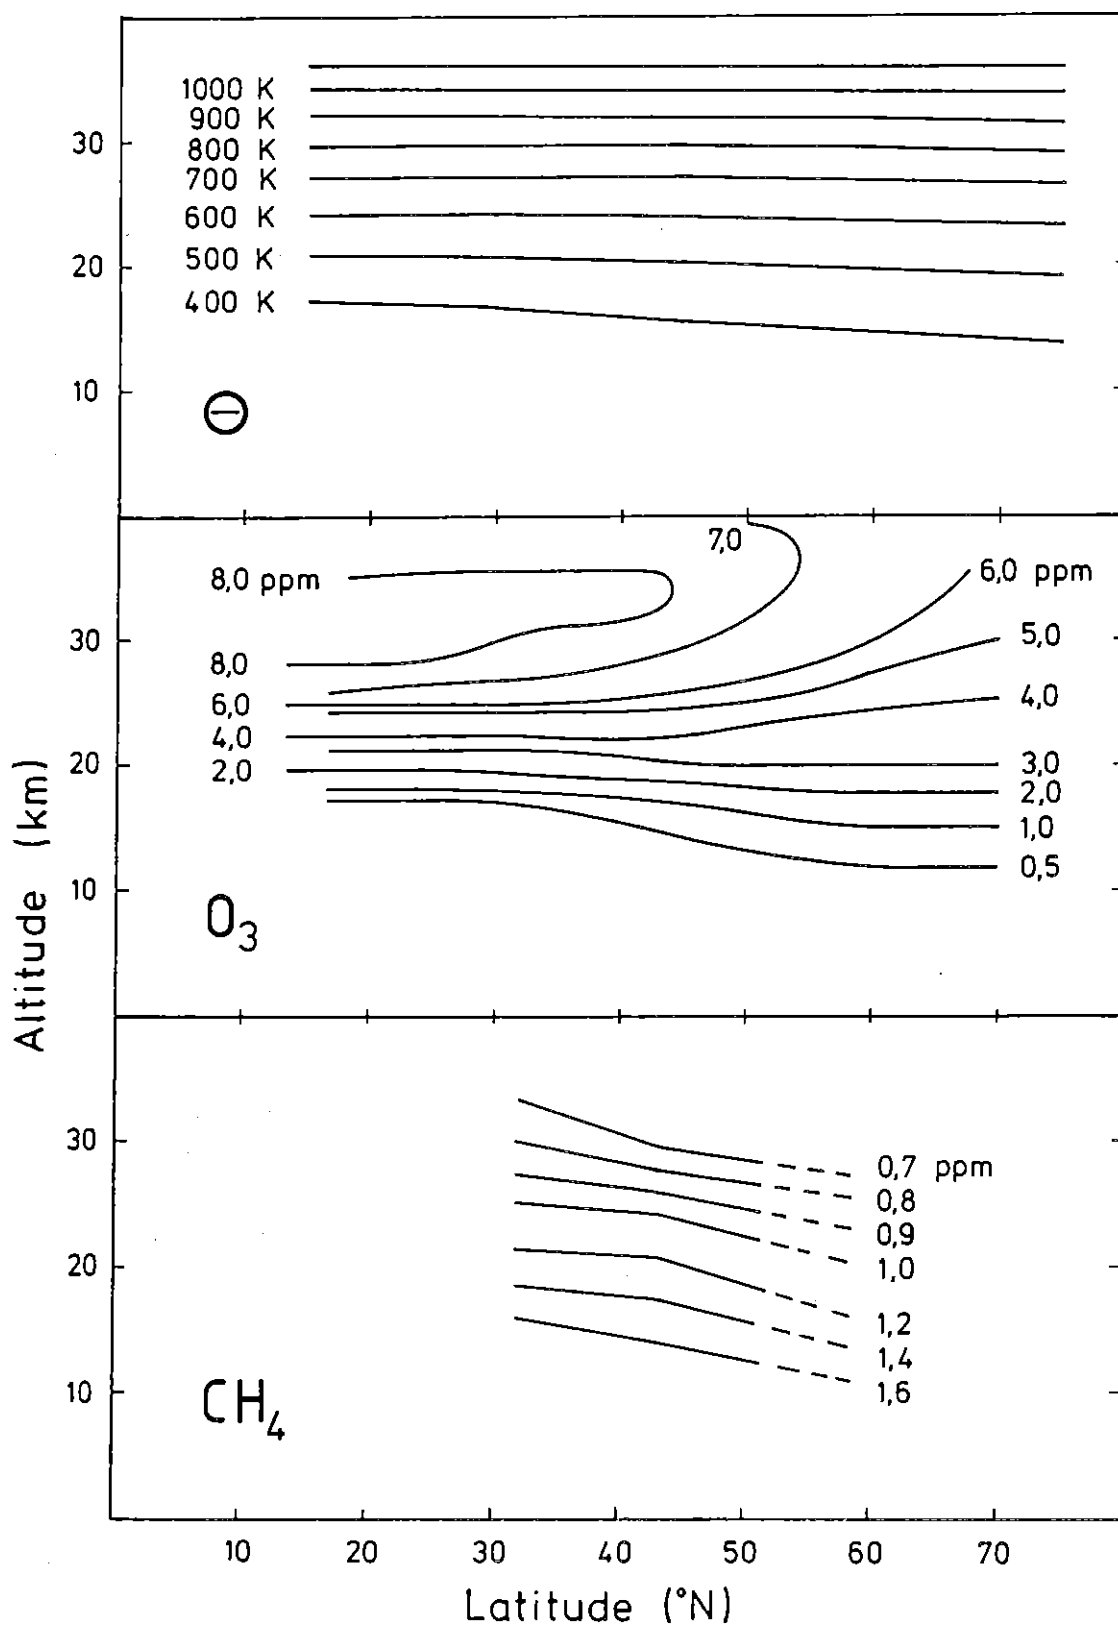 1000 K
900 K
30
800 K
700 K
600 K
500 K
20
400 K
10
Θ
7,0
8,0 ppm
6,0 ppm
30
5,0
8,0
6,0
4,0
4,0
20
2,0
3,0
2,0
1,0
0,5
10
O₃
Altitude (km)
30
0,7 ppm
0,8
0,9
20
1,0
1,2
1,4
10
1,6
CH₄
10 20 30 40 50 60 70
Latitude (°N)